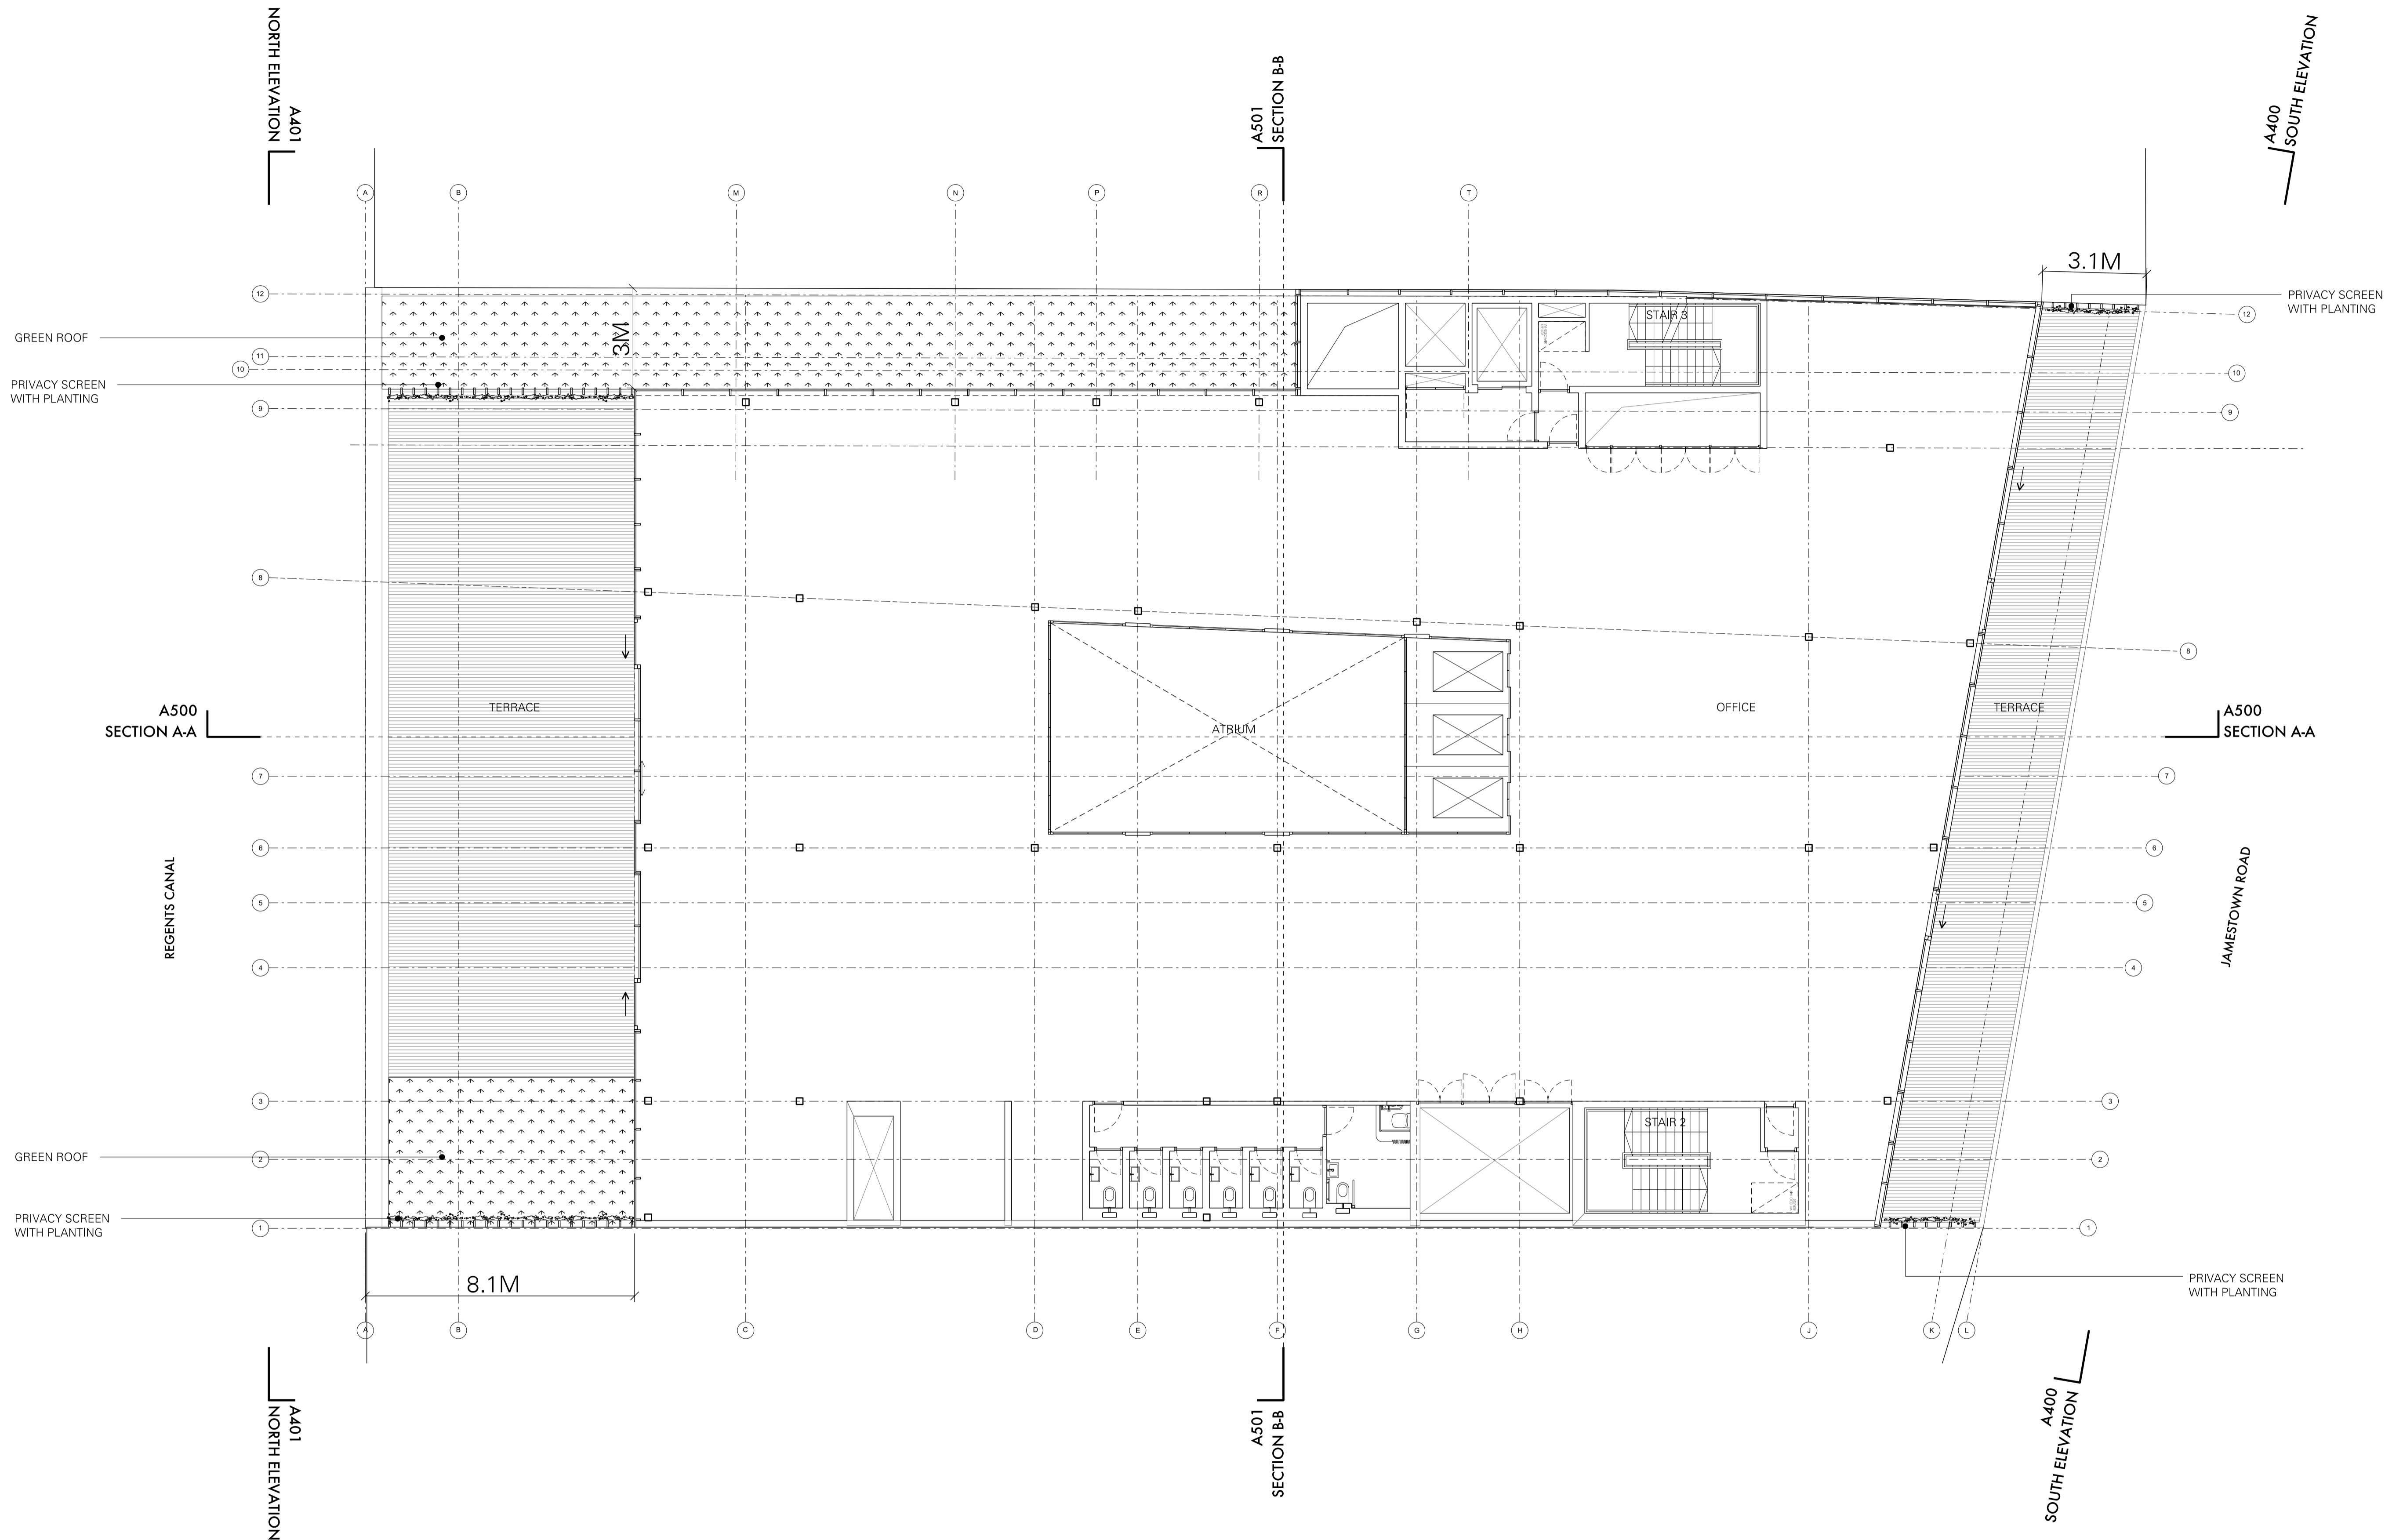 NORTH ELEVATION
A401
A501
SECTION B-B
A400
SOUTH ELEVATION
A
B
M
N
P
R
T
3.1M
12
PRIVACY SCREEN
WITH PLANTING
12
GREEN ROOF
3M
STAIR 3
11
10
10
PRIVACY SCREEN
WITH PLANTING
9
9
8
8
A500
SECTION A-A
TERRACE
ATRIUM
OFFICE
TERRACE
A500
SECTION A-A
7
7
6
6
REGENTS CANAL
JAMESTOWN ROAD
5
5
4
4
3
3
STAIR 2
GREEN ROOF
2
2
PRIVACY SCREEN
WITH PLANTING
1
1
8.1M
PRIVACY SCREEN
WITH PLANTING
A
B
C
D
E
F
G
H
J
K
L
A401
NORTH ELEVATION
A501
SECTION B-B
A400
SOUTH ELEVATION